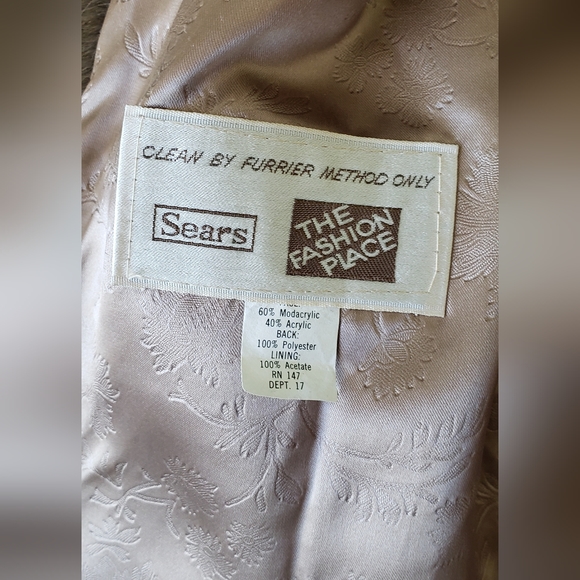 CLEAN BY FURRIER METHOD ONLY
Sears
THE
FASHION
PLACE
60% Modacrylic
40% Acrylic
BACK:
100% Polyester
LINING:
100% Acetate
RN 147
DEPT. 17